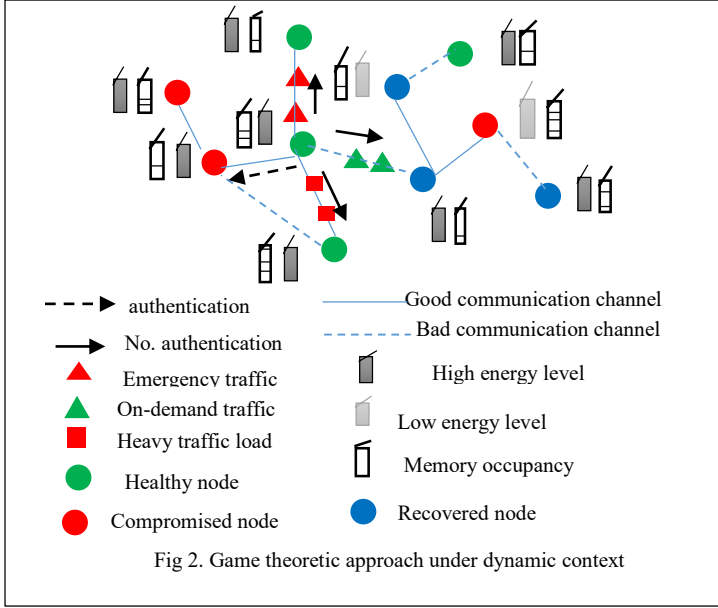 authentication
No. authentication
Emergency traffic
On-demand traffic
Heavy traffic load
Healthy node
Compromised node
Good communication channel
Bad communication channel
High energy level
Low energy level
Memory occupancy
Recovered node
Fig 2. Game theoretic approach under dynamic context